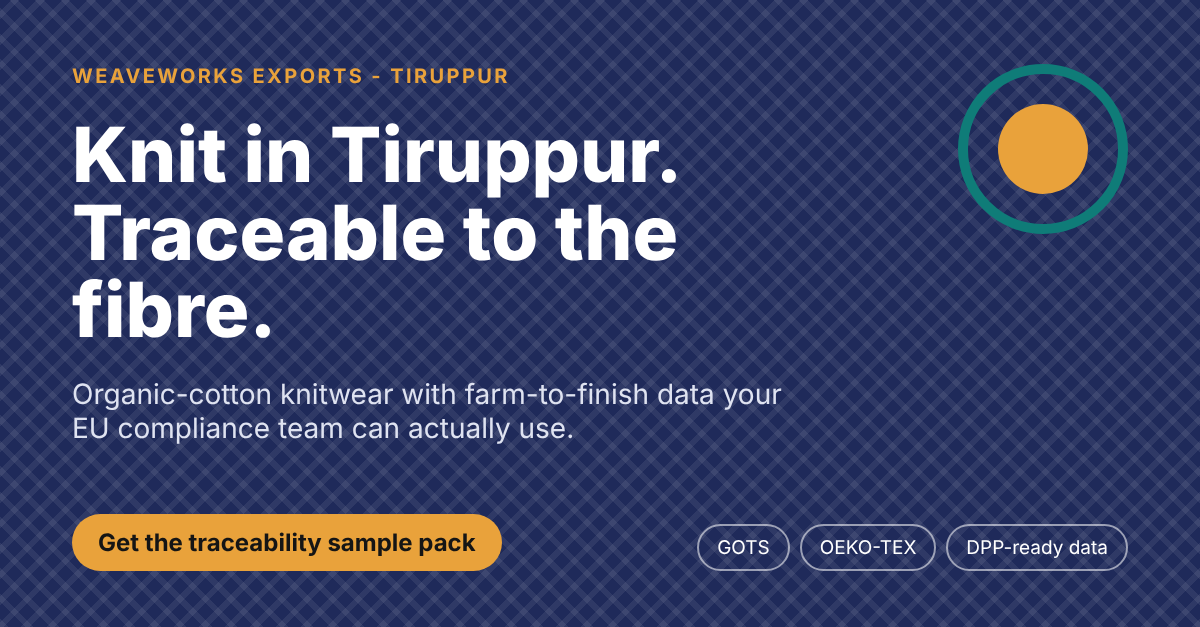 WEAVEWORKS EXPORTS - TIRUPPUR
Knit in Tiruppur.
Traceable to the
fibre.
Organic-cotton knitwear with farm-to-finish data your
EU compliance team can actually use.
Get the traceability sample pack
GOTS
OEKO-TEX
DPP-ready data